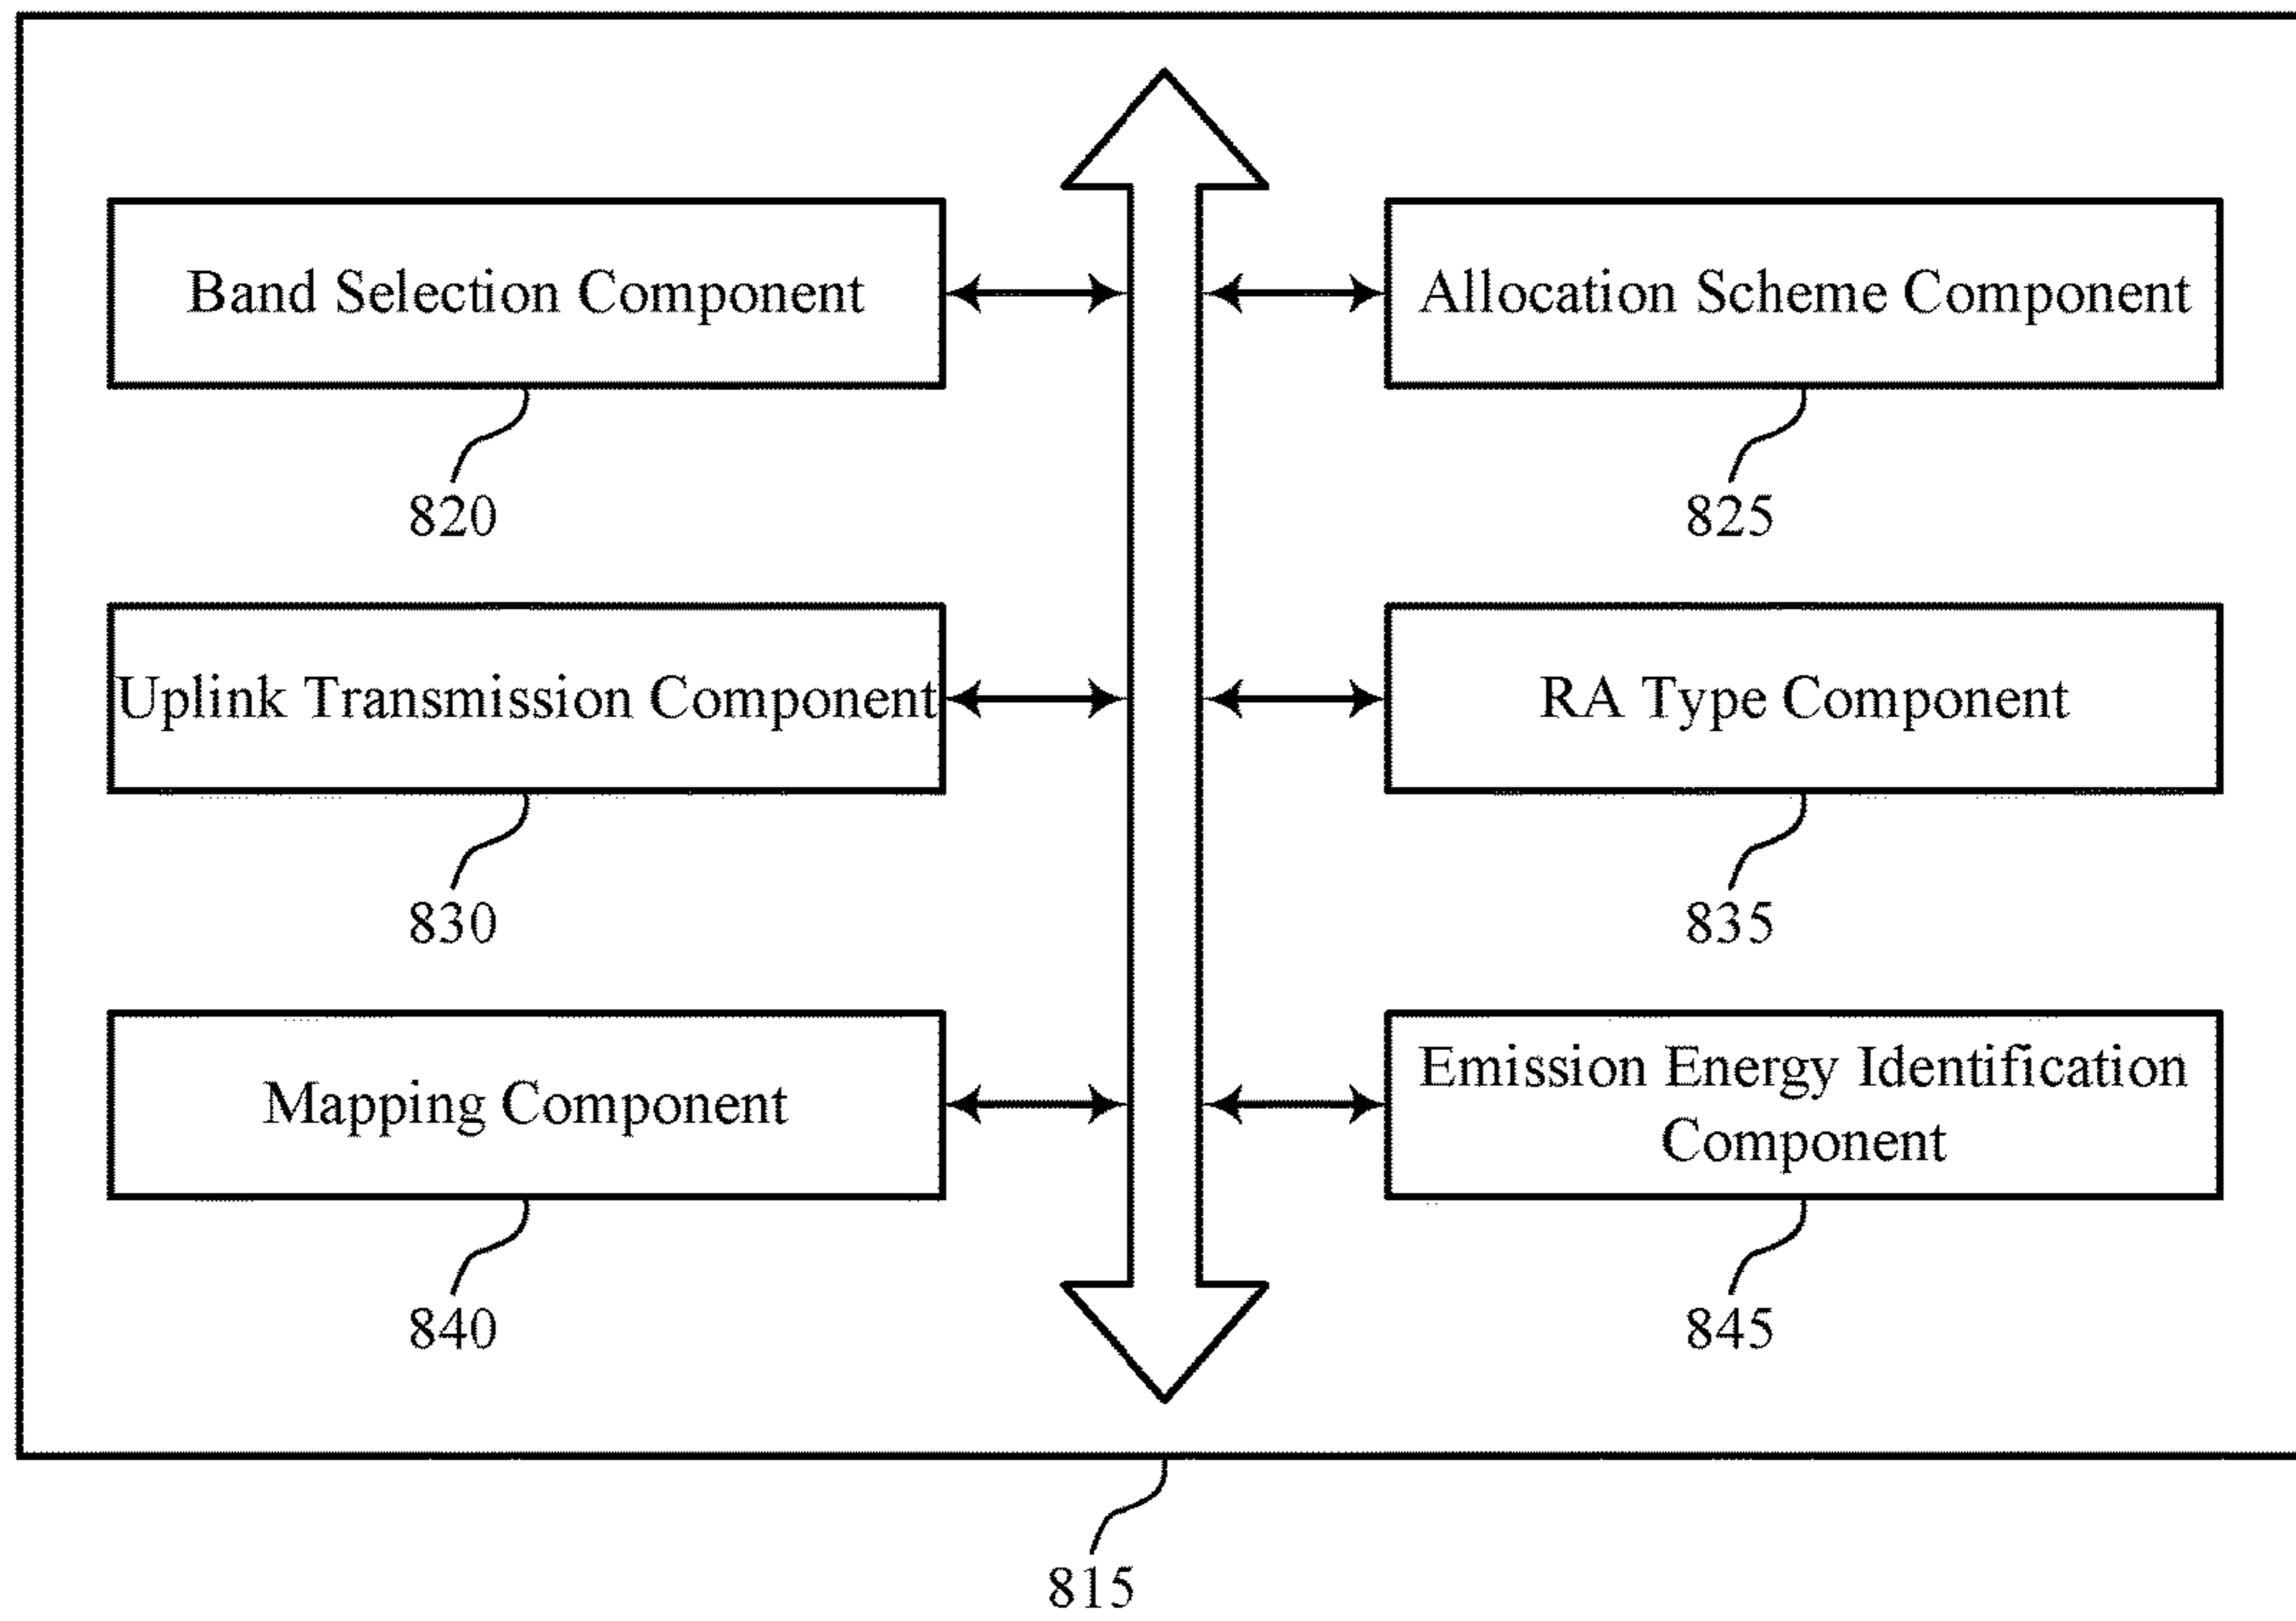 Band Selection Component
Allocation Scheme Component
820
825
Uplink Transmission Component
RA Type Component
830
835
Mapping Component
Emission Energy Identification
Component
840
845
815